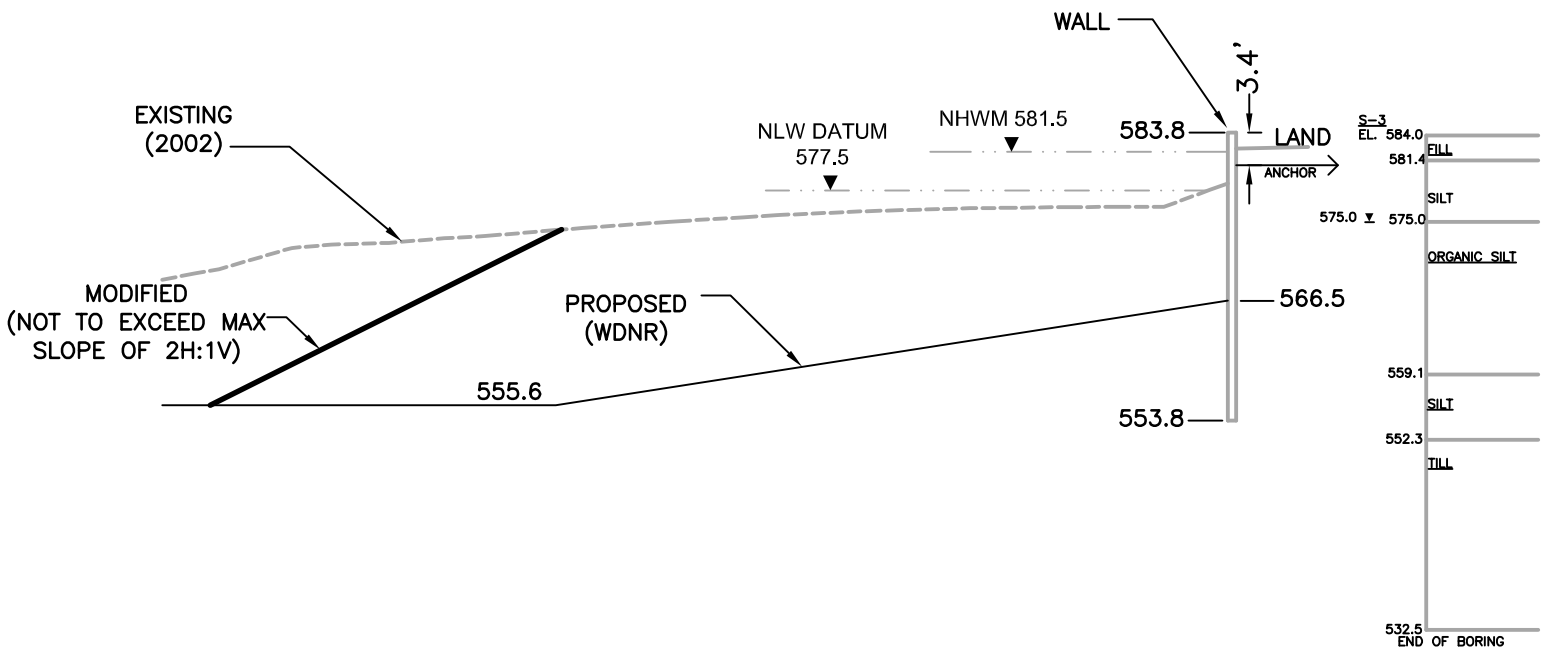 WALL
3.4'
EXISTING
(2002)
NLW DATUM
577.5
NHWM 581.5
583.8
LAND
ANCHOR
S-3
EL. 584.0
FILL
581.4
SILT
575.0
575.0
ORGANIC SILT
MODIFIED
(NOT TO EXCEED MAX
SLOPE OF 2H:1V)
PROPOSED
(WDNR)
566.5
555.6
553.8
559.1
SILT
552.3
TILL
532.5
END OF BORING